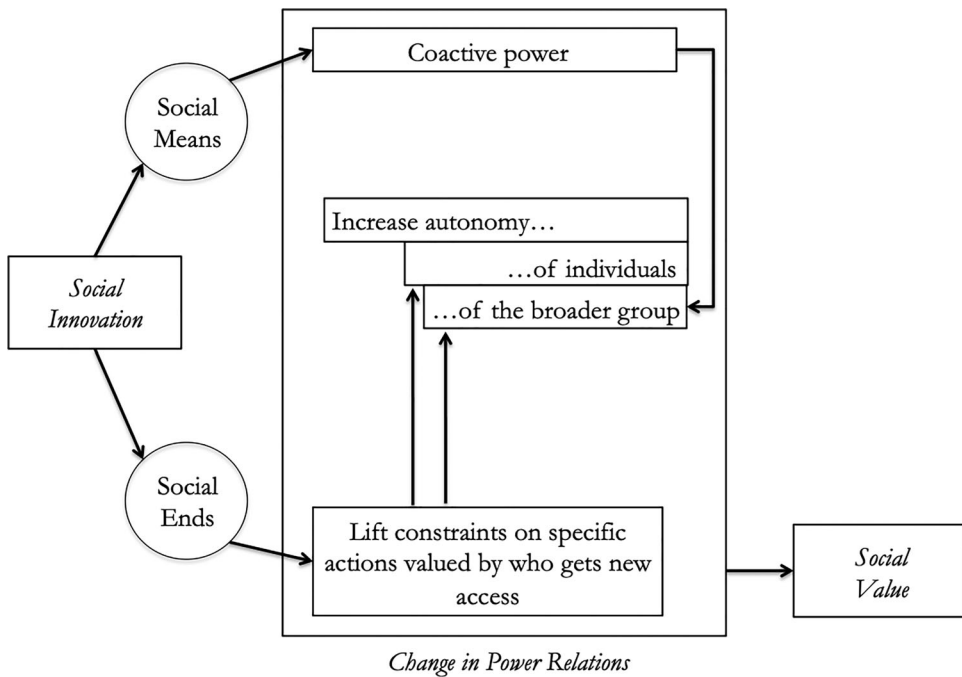 Coactive power
Social
Means
Increase autonomy…
…of individuals
…of the broader group
Social
Innovation
Social
Ends
Lift constraints on specific
actions valued by who gets new
access
Social
Value
Change in Power Relations